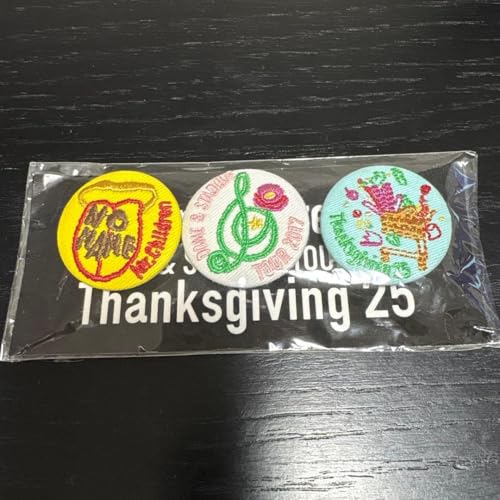 NO
NAME
Mr.Children
DOME & STADIUM
TOUR 2017
Thanksgiving 25
Thanksgiving '25